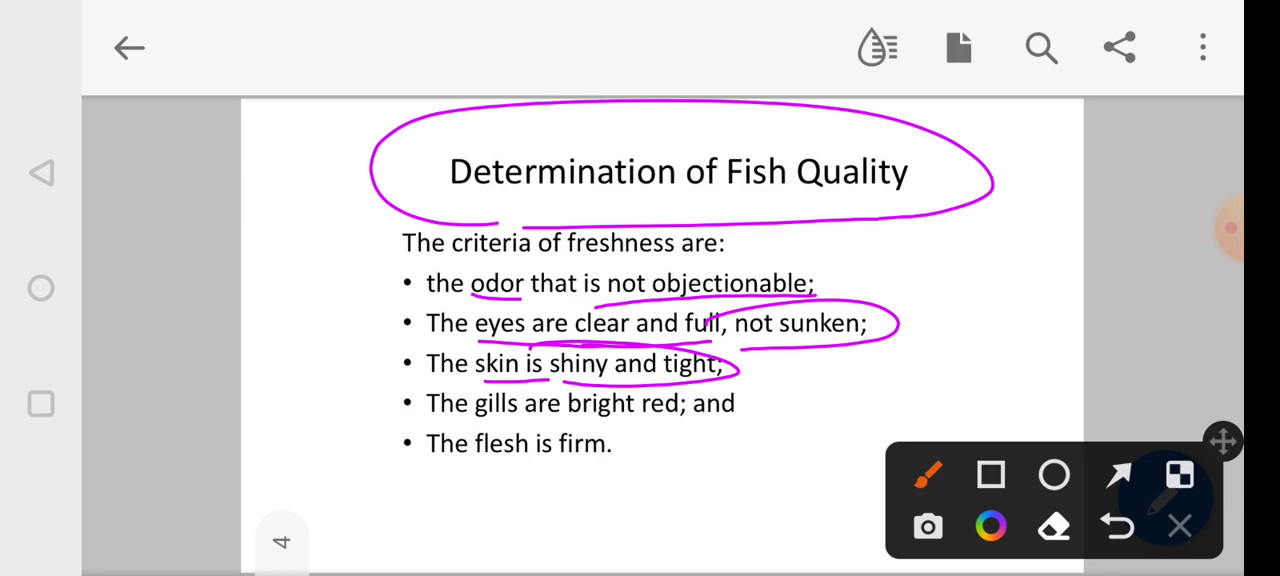 Determination of Fish Quality
The criteria of freshness are:
• the odor that is not objectionable;
• The eyes are clear and full, not sunken;
• The skin is shiny and tight;
• The gills are bright red; and
• The flesh is firm.
4